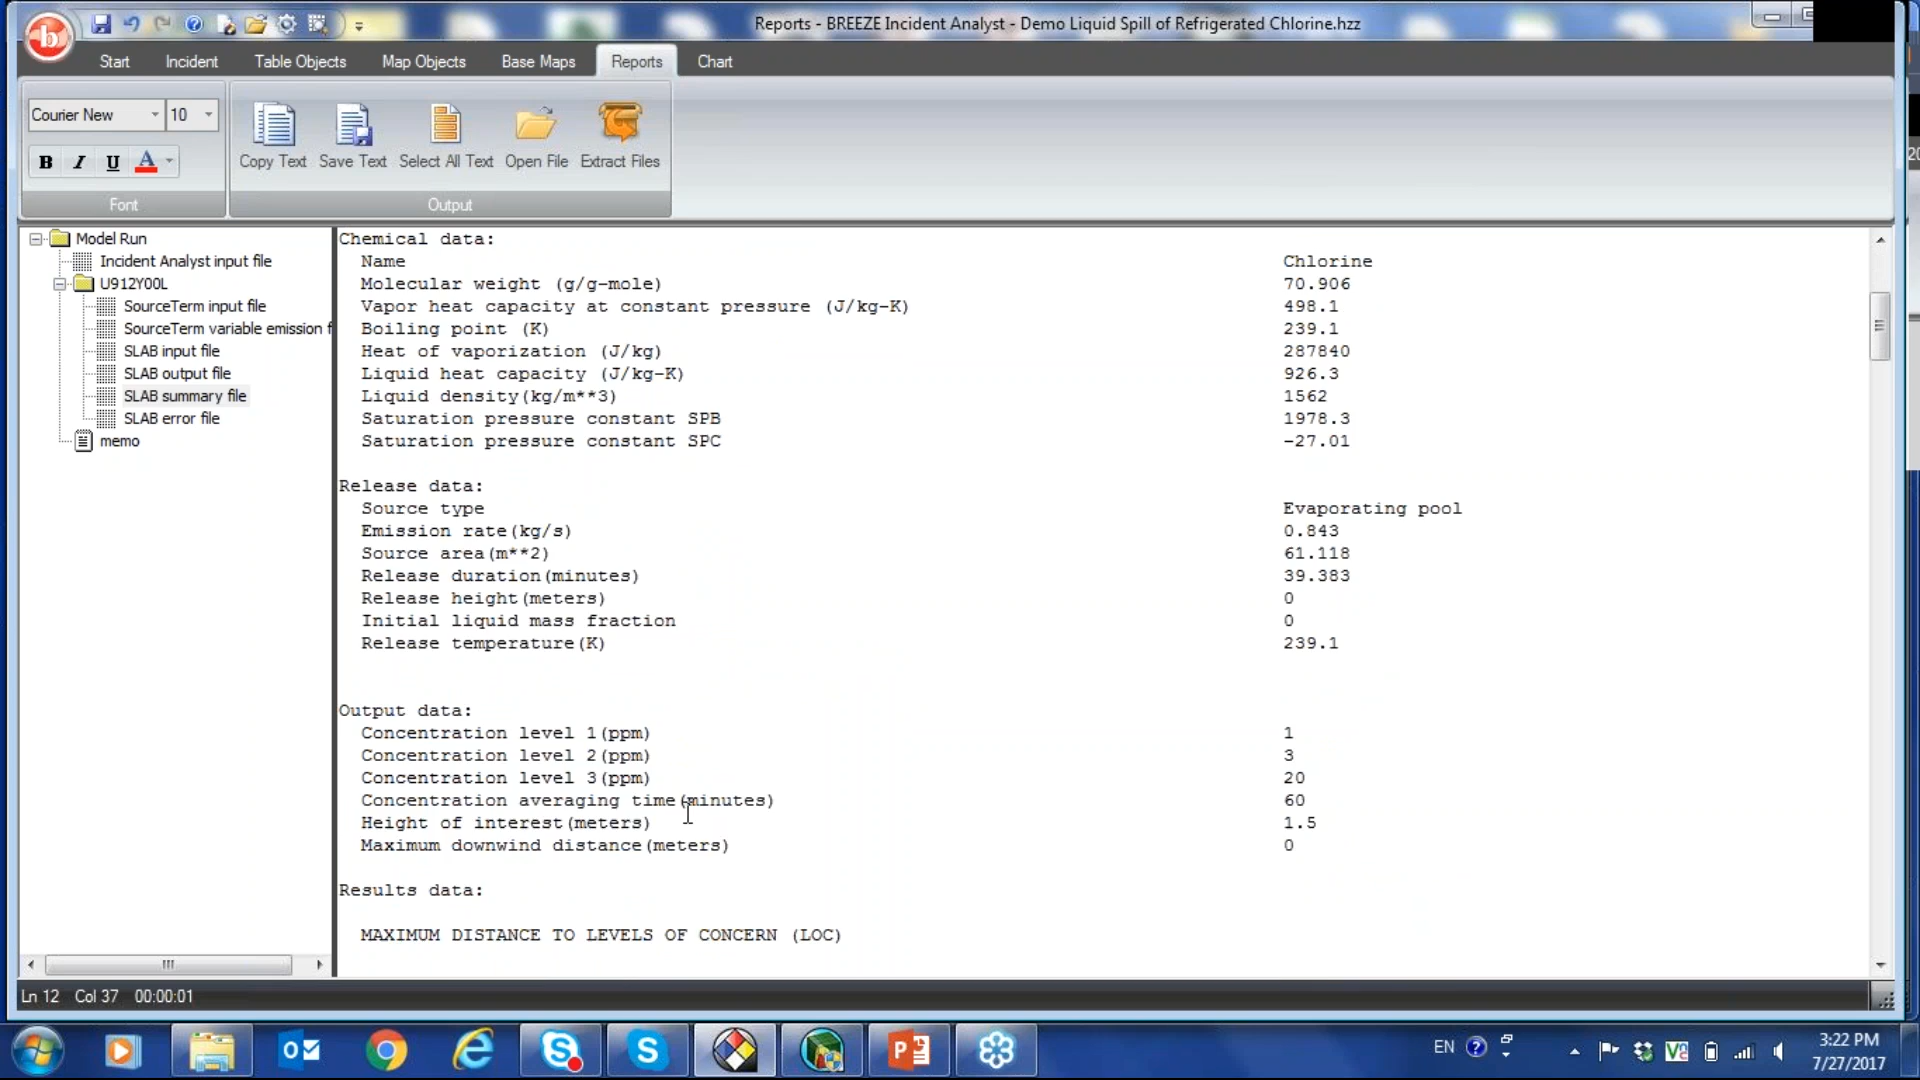 Reports - BREEZE Incident Analyst - Demo Liquid Spill of Refrigerated Chlorine.hzz
Start Incident Table Objects Map Objects Base Maps Reports Chart
Courier New 10
B I U A
Copy Text Save Text Select All Text Open File Extract Files
Font Output
Model Run
Incident Analyst input file
U912Y00L
SourceTerm input file
SourceTerm variable emission f
SLAB input file
SLAB output file
SLAB summary file
SLAB error file
memo
Chemical data:
Name Chlorine
Molecular weight (g/g-mole) 70.906
Vapor heat capacity at constant pressure (J/kg-K) 498.1
Boiling point (K) 239.1
Heat of vaporization (J/kg) 287840
Liquid heat capacity (J/kg-K) 926.3
Liquid density(kg/m**3) 1562
Saturation pressure constant SPB 1978.3
Saturation pressure constant SPC -27.01
Release data:
Source type Evaporating pool
Emission rate(kg/s) 0.843
Source area(m**2) 61.118
Release duration(minutes) 39.383
Release height(meters) 0
Initial liquid mass fraction 0
Release temperature(K) 239.1
Output data:
Concentration level 1(ppm) 1
Concentration level 2(ppm) 3
Concentration level 3(ppm) 20
Concentration averaging time(minutes) 60
Height of interest(meters) 1.5
Maximum downwind distance(meters) 0
Results data:
MAXIMUM DISTANCE TO LEVELS OF CONCERN (LOC)
Ln 12 Col 37 00:00:01
EN
3:22 PM
7/27/2017